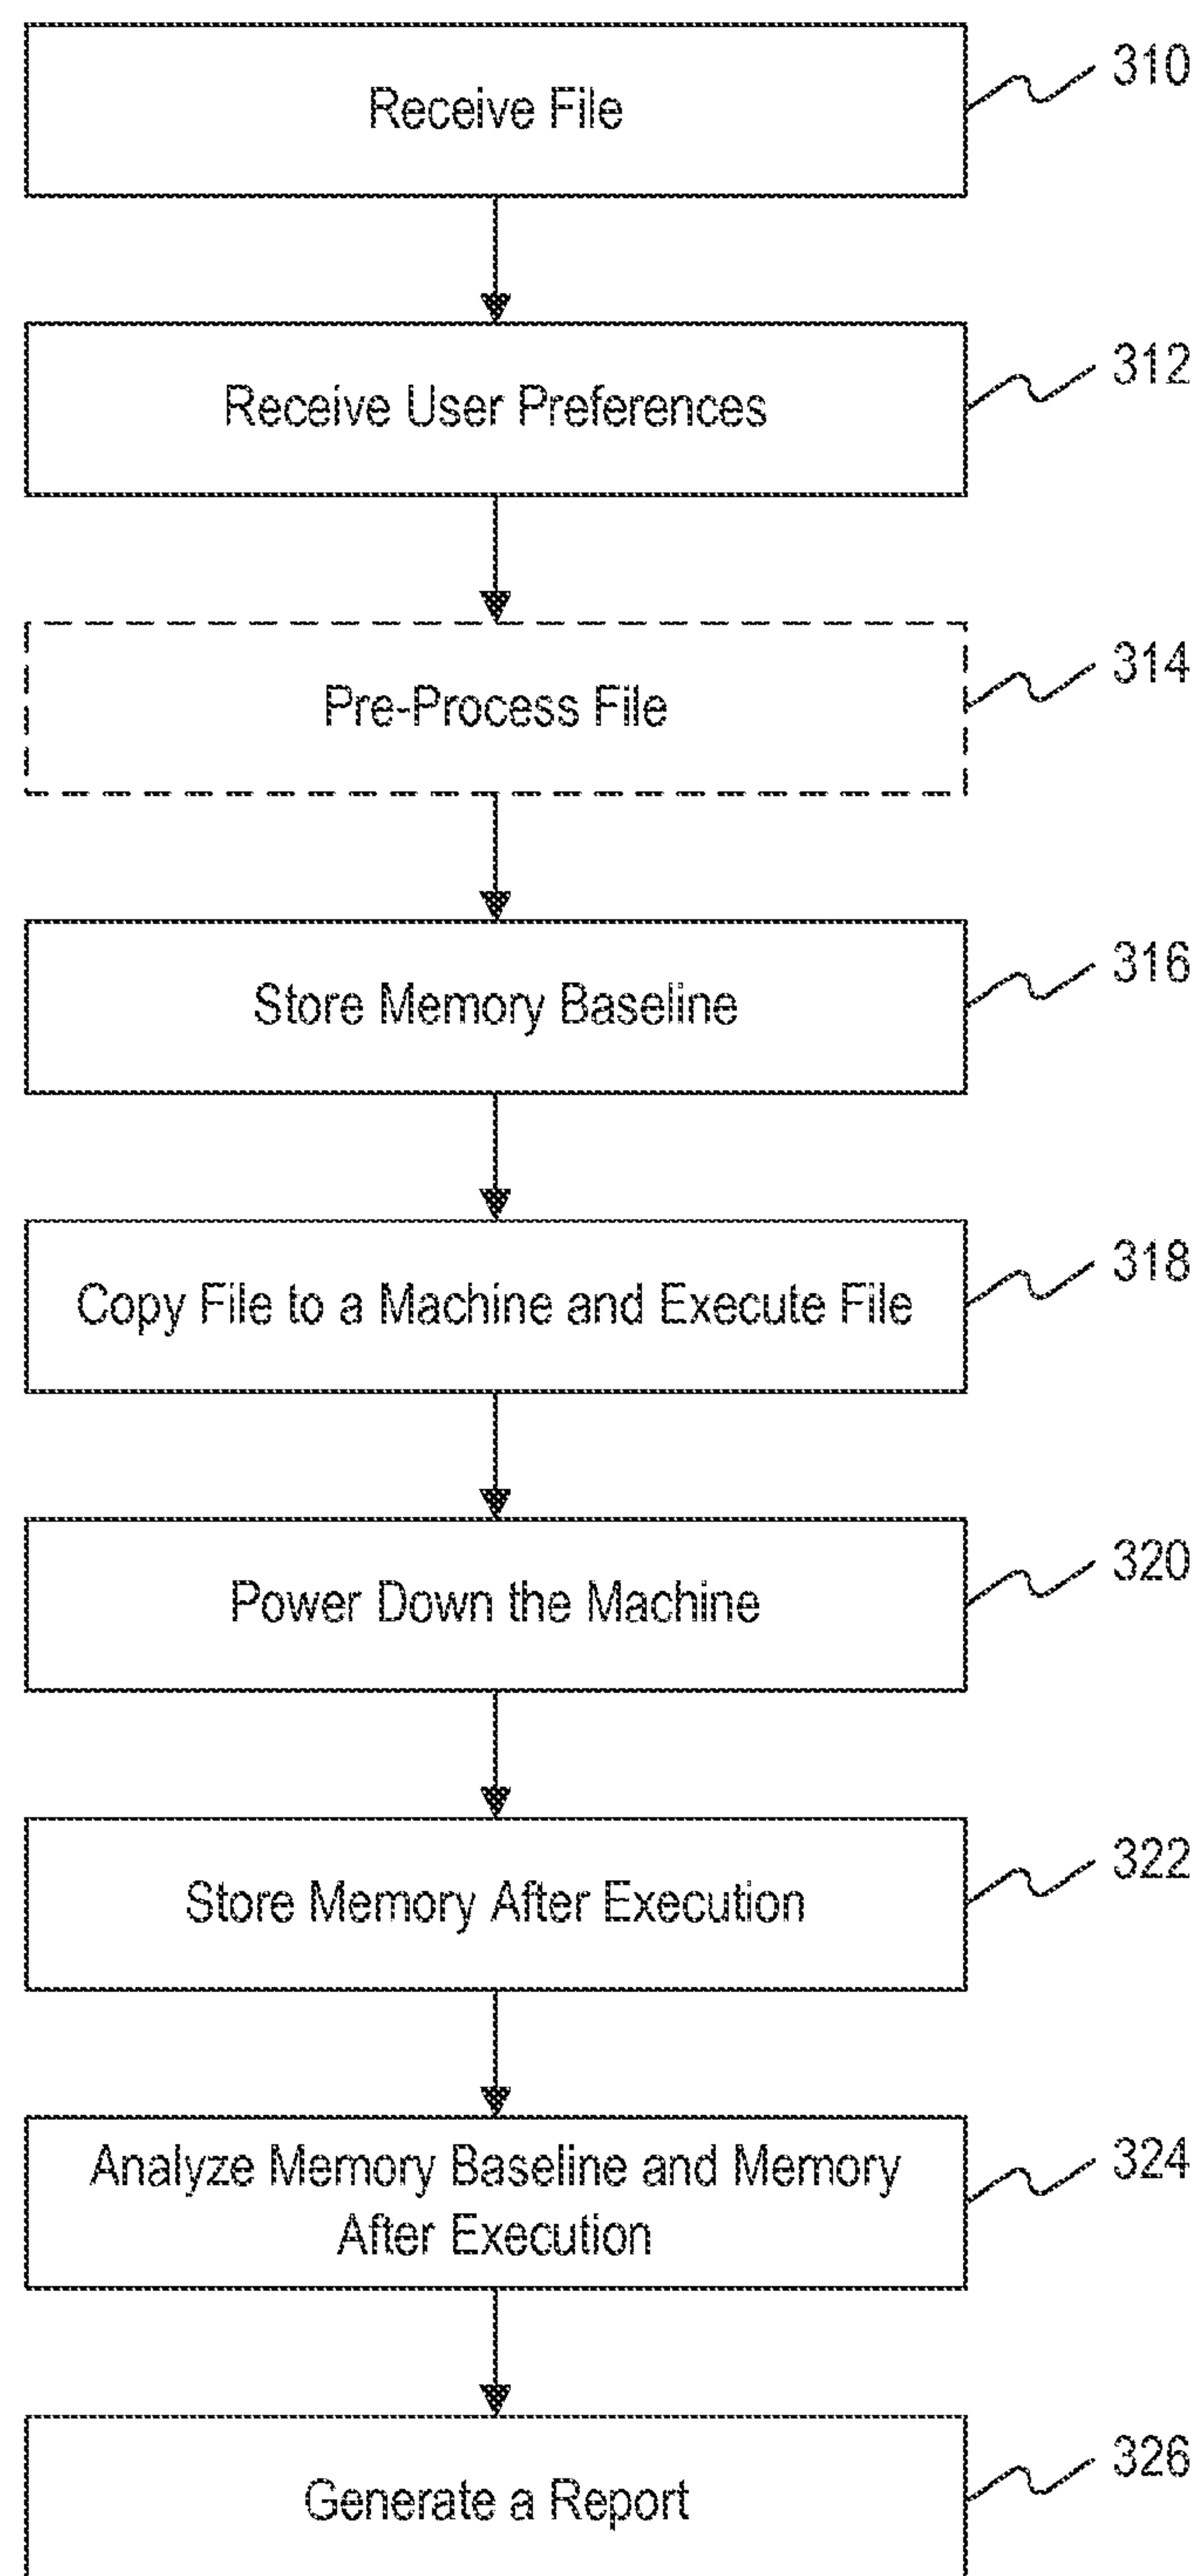 Receive File
310
Receive User Preferences
312
Pre-Process File
314
Store Memory Baseline
316
Copy File to a Machine and Execute File
318
Power Down the Machine
320
Store Memory After Execution
322
Analyze Memory Baseline and Memory
After Execution
324
Generate a Report
326